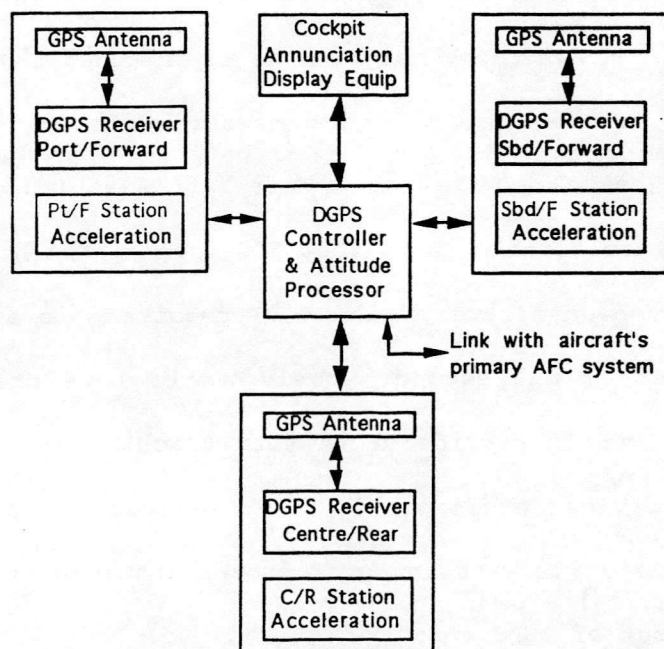 GPS Antenna
DGPS Receiver
Port/Forward
Pt/F Station
Acceleration
Cockpit
Annunciation
Display Equip
GPS Antenna
DGPS Receiver
Sbd/Forward
Sbd/F Station
Acceleration
DGPS
Controller
& Attitude
Processor
Link with aircraft's
primary AFC system
GPS Antenna
DGPS Receiver
Centre/Rear
C/R Station
Acceleration